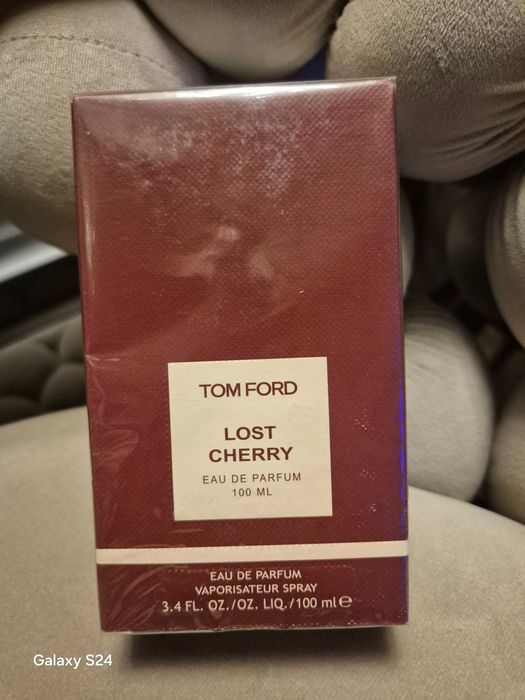 TOM FORD
LOST
CHERRY
EAU DE PARFUM
100 ML
EAU DE PARFUM
VAPORISATEUR SPRAY
3.4 FL. OZ./OZ. LIQ./100 ml ℮
Galaxy S24